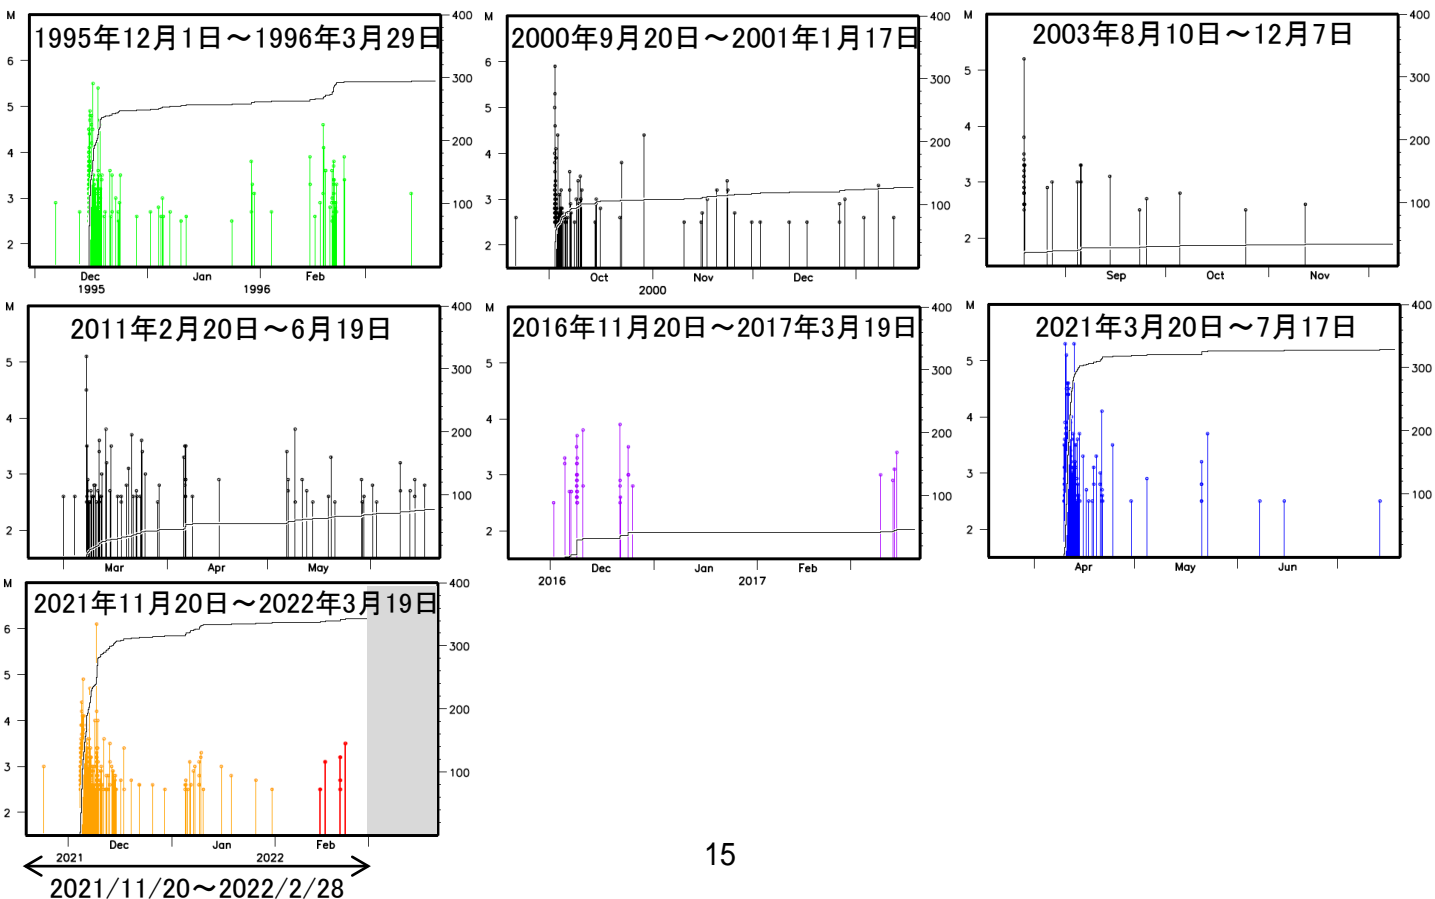 M
400
1995年12月1日～1996年3月29日
6
300
5
4
200
3
100
2
Dec
Jan
Feb
1995
1996
M
400
2000年9月20日～2001年1月17日
6
300
5
4
200
3
100
2
Oct
Nov
Dec
2000
M
400
2003年8月10日～12月7日
5
300
4
200
3
100
2
Sep
Oct
Nov
M
400
2011年2月20日～6月19日
5
300
4
200
3
100
2
Mar
Apr
May
M
400
2016年11月20日～2017年3月19日
5
300
4
200
3
100
2
Dec
Jan
Feb
2016
2017
M
400
2021年3月20日～7月17日
5
300
4
200
3
100
2
Apr
May
Jun
M
400
2021年11月20日～2022年3月19日
6
300
5
4
200
3
100
2
Dec
Jan
Feb
2021
2022
2021/11/20～2022/2/28
15